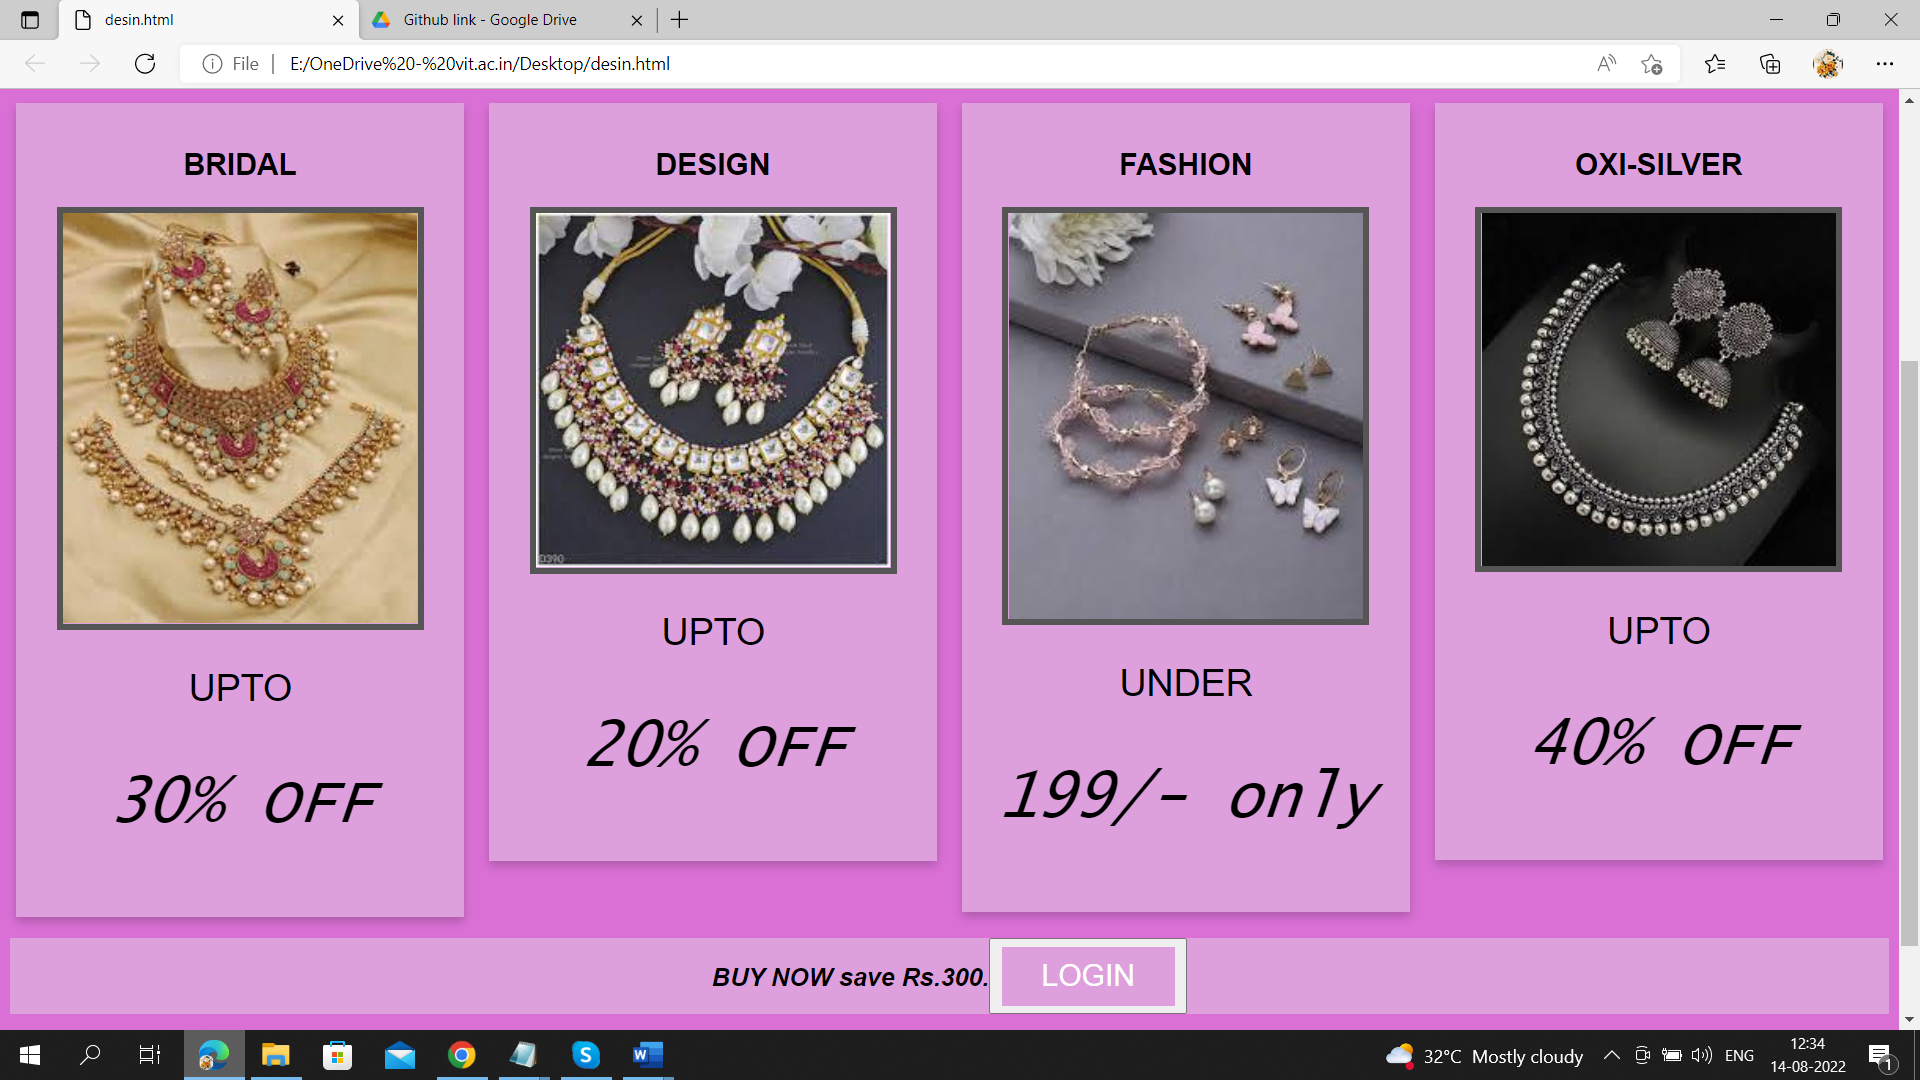 desin.html
Github link - Google Drive
File
E:/OneDrive%20-%20vit.ac.in/Desktop/desin.html
BRIDAL
UPTO
30% OFF
DESIGN
D390
UPTO
20% OFF
FASHION
UNDER
199/- only
OXI-SILVER
UPTO
40% OFF
BUY NOW save Rs.300.
LOGIN
32°C Mostly cloudy
ENG
12:34
14-08-2022
1